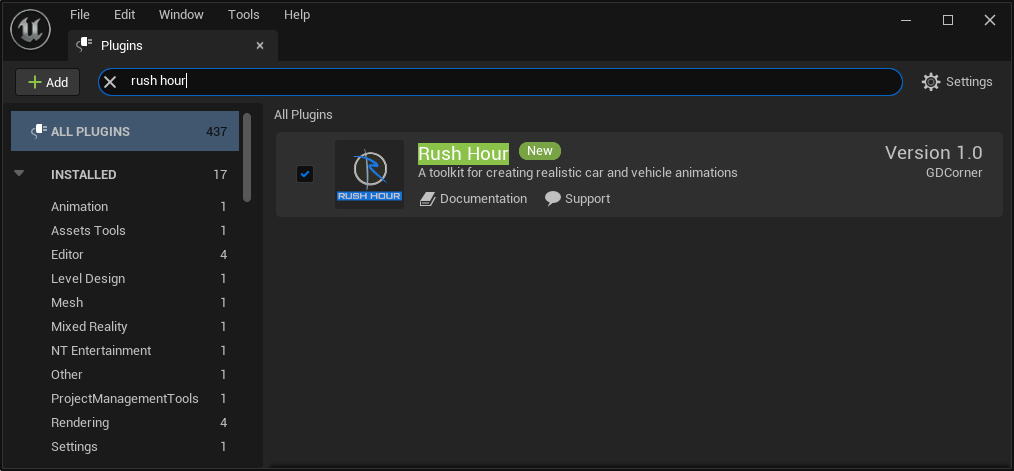 File Edit Window Tools Help
Plugins
Add
rush hour
Settings
ALL PLUGINS 437
INSTALLED 17
Animation 1
Assets Tools 1
Editor 4
Level Design 1
Mesh 1
Mixed Reality 1
NT Entertainment 1
Other 1
ProjectManagementTools 1
Rendering 4
Settings 1
All Plugins
RUSH HOUR
Rush Hour New
A toolkit for creating realistic car and vehicle animations
Documentation Support
Version 1.0
GDCorner